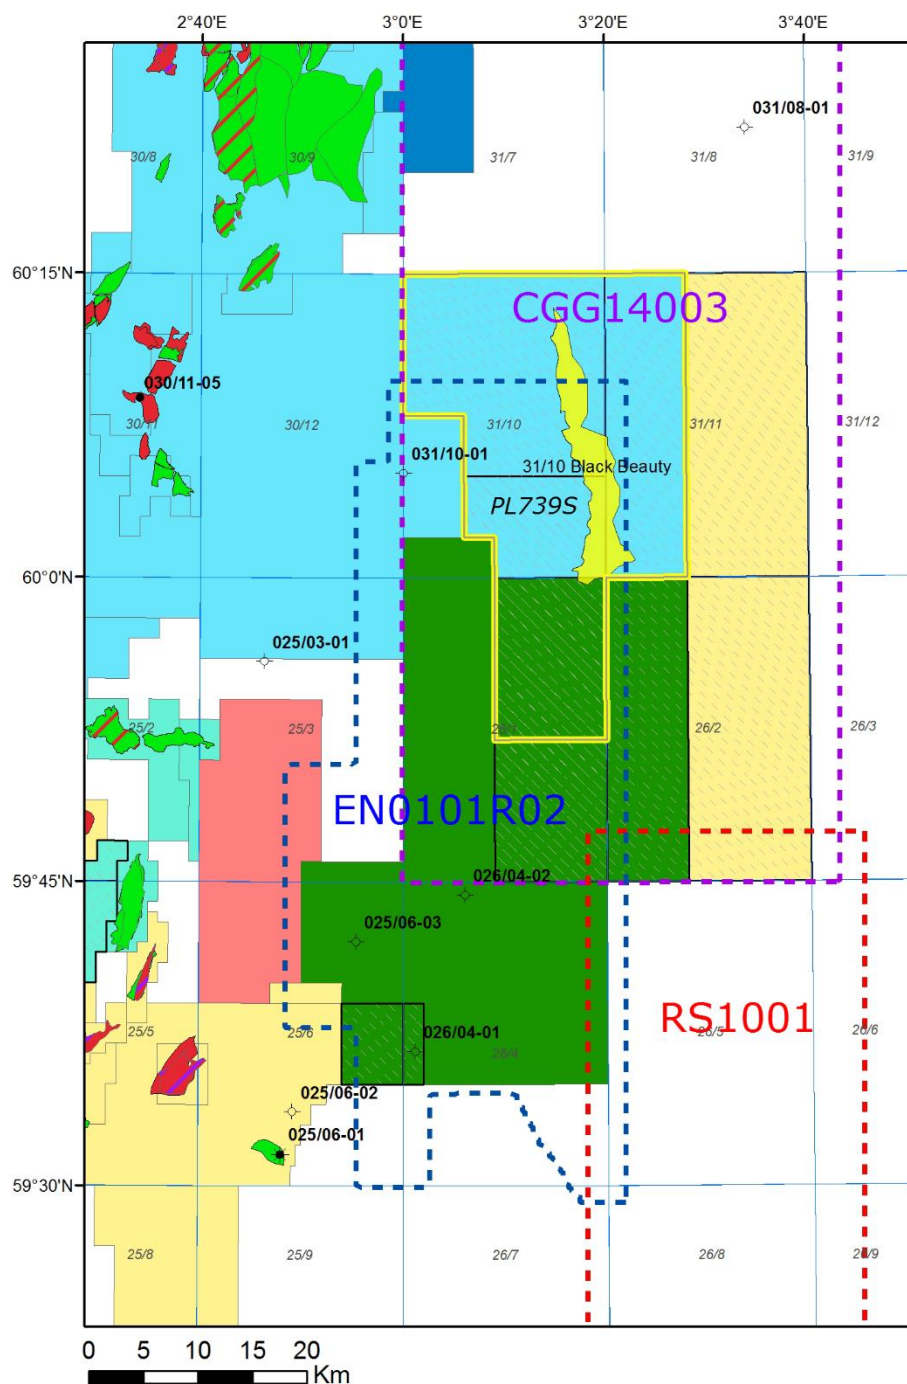 2°40' 3°0' 3°20' 3°40'
031/08-01
30/8 30/9 31/7 31/8 31/9
60°15'N
CGG14003
030/11-05
30/11 30/12 31/10 31/11 31/12
031/10-01
31/10 Black Beauty
PL739S
60°0'N
025/03-01
25/2 25/3 26/1 26/2 26/3
EN0101R02
59°45'N
026/04-02
025/06-03
RS1001
25/5 25/6 26/4 26/5 26/6
026/04-01
025/06-02
025/06-01
59°30'N
25/8 25/9 26/7 26/8 26/9
0 5 10 15 20
Km